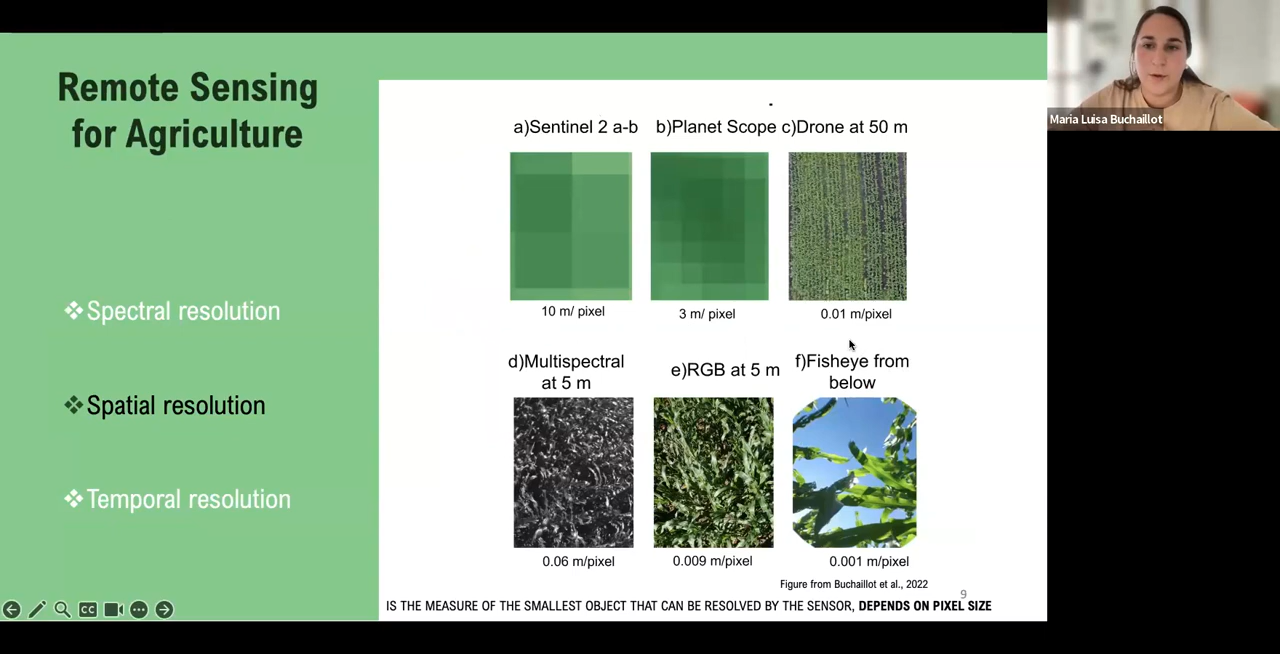 Remote Sensing
for Agriculture
Spectral resolution
Spatial resolution
Temporal resolution
a)Sentinel 2 a-b
b)Planet Scope
c)Drone at 50 m
10 m/ pixel
3 m/ pixel
0.01 m/pixel
d)Multispectral
at 5 m
e)RGB at 5 m
f)Fisheye from
below
0.06 m/pixel
0.009 m/pixel
0.001 m/pixel
Figure from Buchaillot et al., 2022
9
IS THE MEASURE OF THE SMALLEST OBJECT THAT CAN BE RESOLVED BY THE SENSOR, DEPENDS ON PIXEL SIZE
CC
Maria Luisa Buchaillot